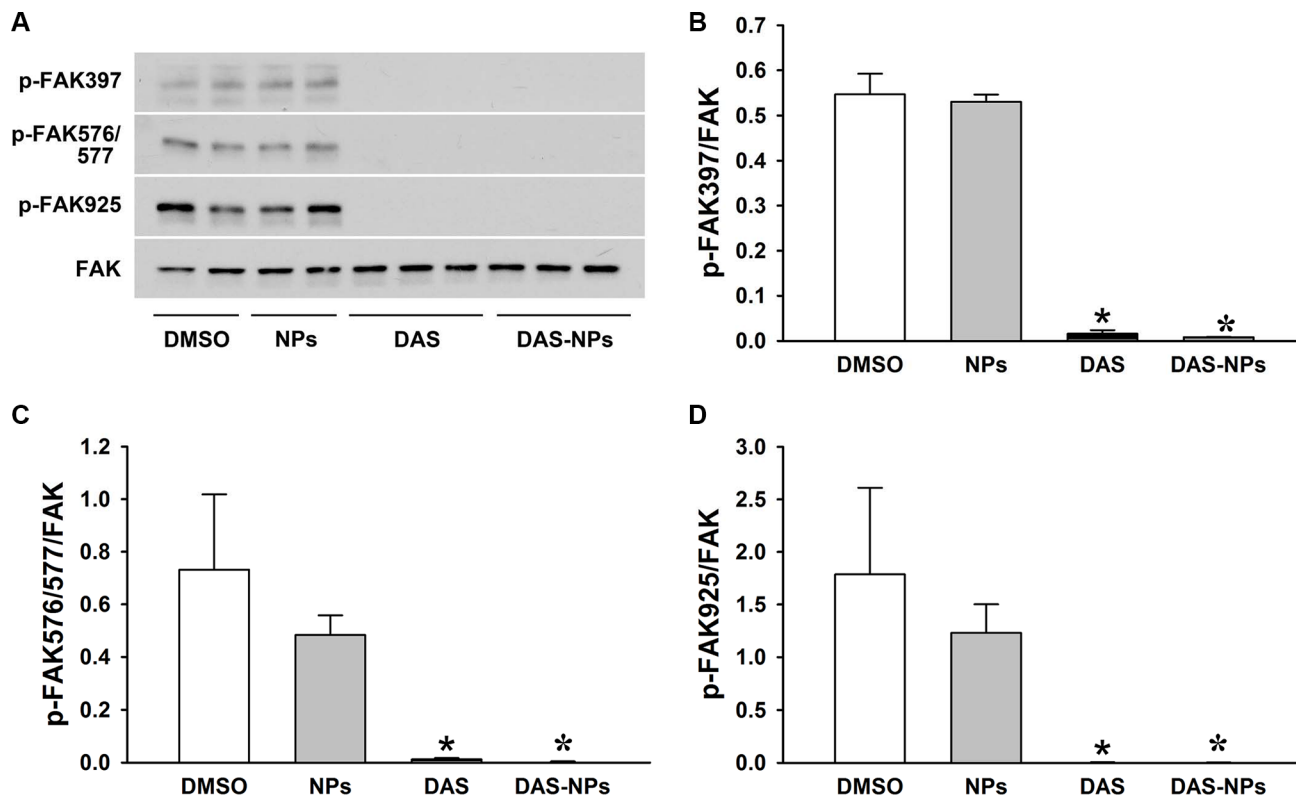 A
p-FAK397
p-FAK576/
577
p-FAK925
FAK
DMSO NPs DAS DAS-NPs
B
p-FAK397/FAK
0.7
0.6
0.5
0.4
0.3
0.2
0.1
0.0
* *
DMSO NPs DAS DAS-NPs
C
p-FAK576/577/FAK
1.2
1.0
0.8
0.6
0.4
0.2
0.0
* *
DMSO NPs DAS DAS-NPs
D
p-FAK925/FAK
3.0
2.5
2.0
1.5
1.0
0.5
0.0
* *
DMSO NPs DAS DAS-NPs